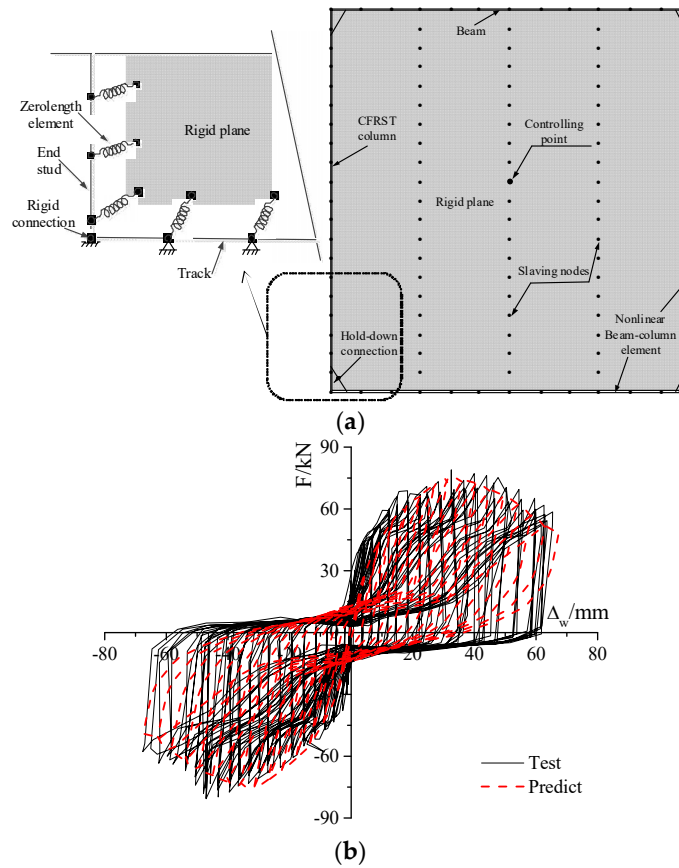 Beam
Zerolength
element
End
stud
Rigid
connection
Rigid plane
Track
CFRST
column
Controlling
point
Rigid plane
Slaving nodes
Hold-down
connection
Nonlinear
Beam-column
element
(a)
F/kN
90
60
30
Δw/mm
-80
-60
-40
20
40
60
80
-60
-90
Test
Predict
(b)